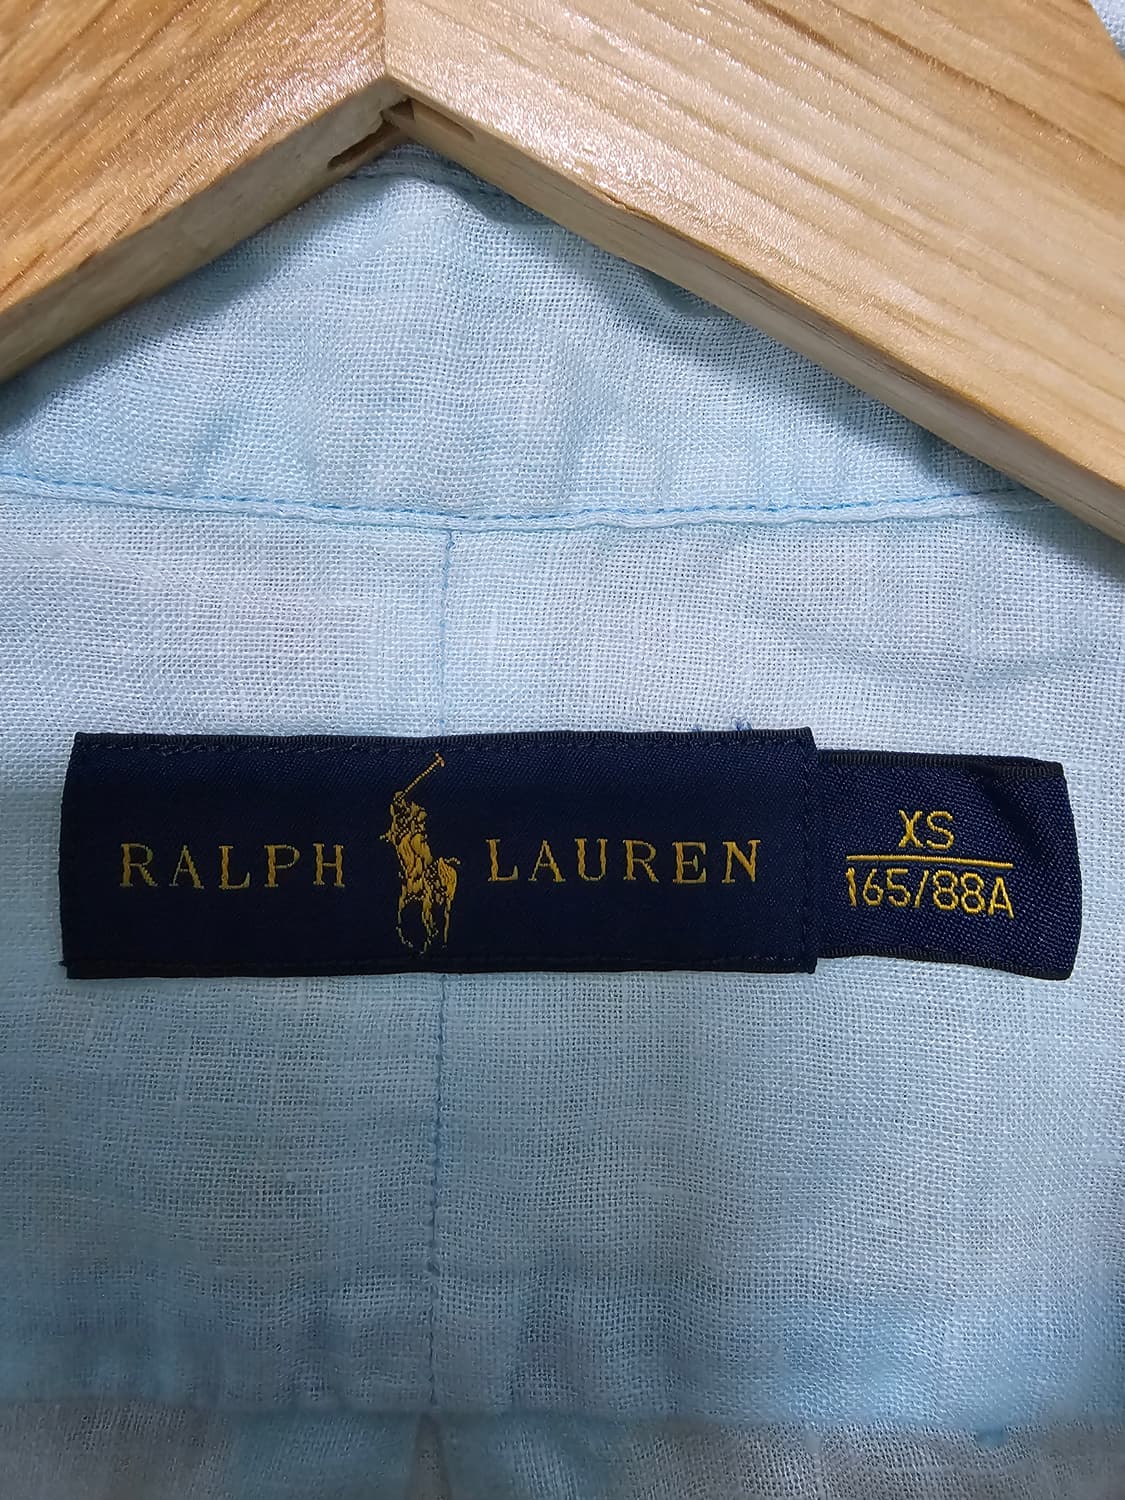 RALPH LAUREN
XS
165/88A